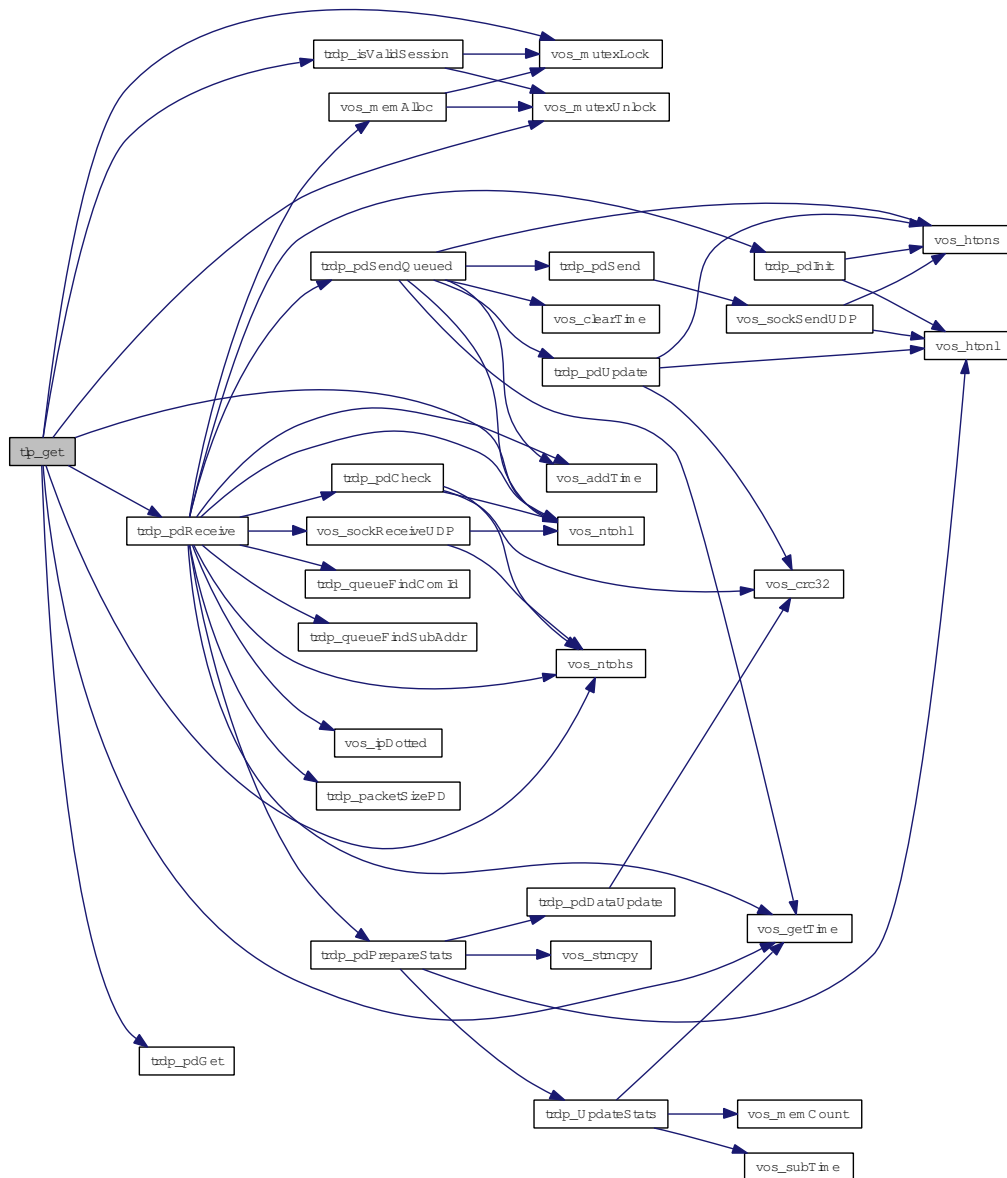 trdp_isValidSession
vos_mutexLock
vos_memAlloc
vos_mutexUnlock
vos_htons
trdp_pdSendQueued
trdp_pdSend
trdp_pdInit
vos_clearTime
vos_sockSendUDP
vos_htonl
trdp_pdUpdate
tlp_get
trdp_pdCheck
vos_addTime
trdp_pdReceive
vos_sockReceiveUDP
vos_ntohl
trdp_queueFindComId
vos_crc32
trdp_queueFindSubAddr
vos_ntohs
vos_ipDotted
trdp_packetSizePD
trdp_pdDataUpdate
vos_getTime
trdp_pdPrepareStats
vos_strncpy
trdp_pdGet
trdp_UpdateStats
vos_memCount
vos_subTime